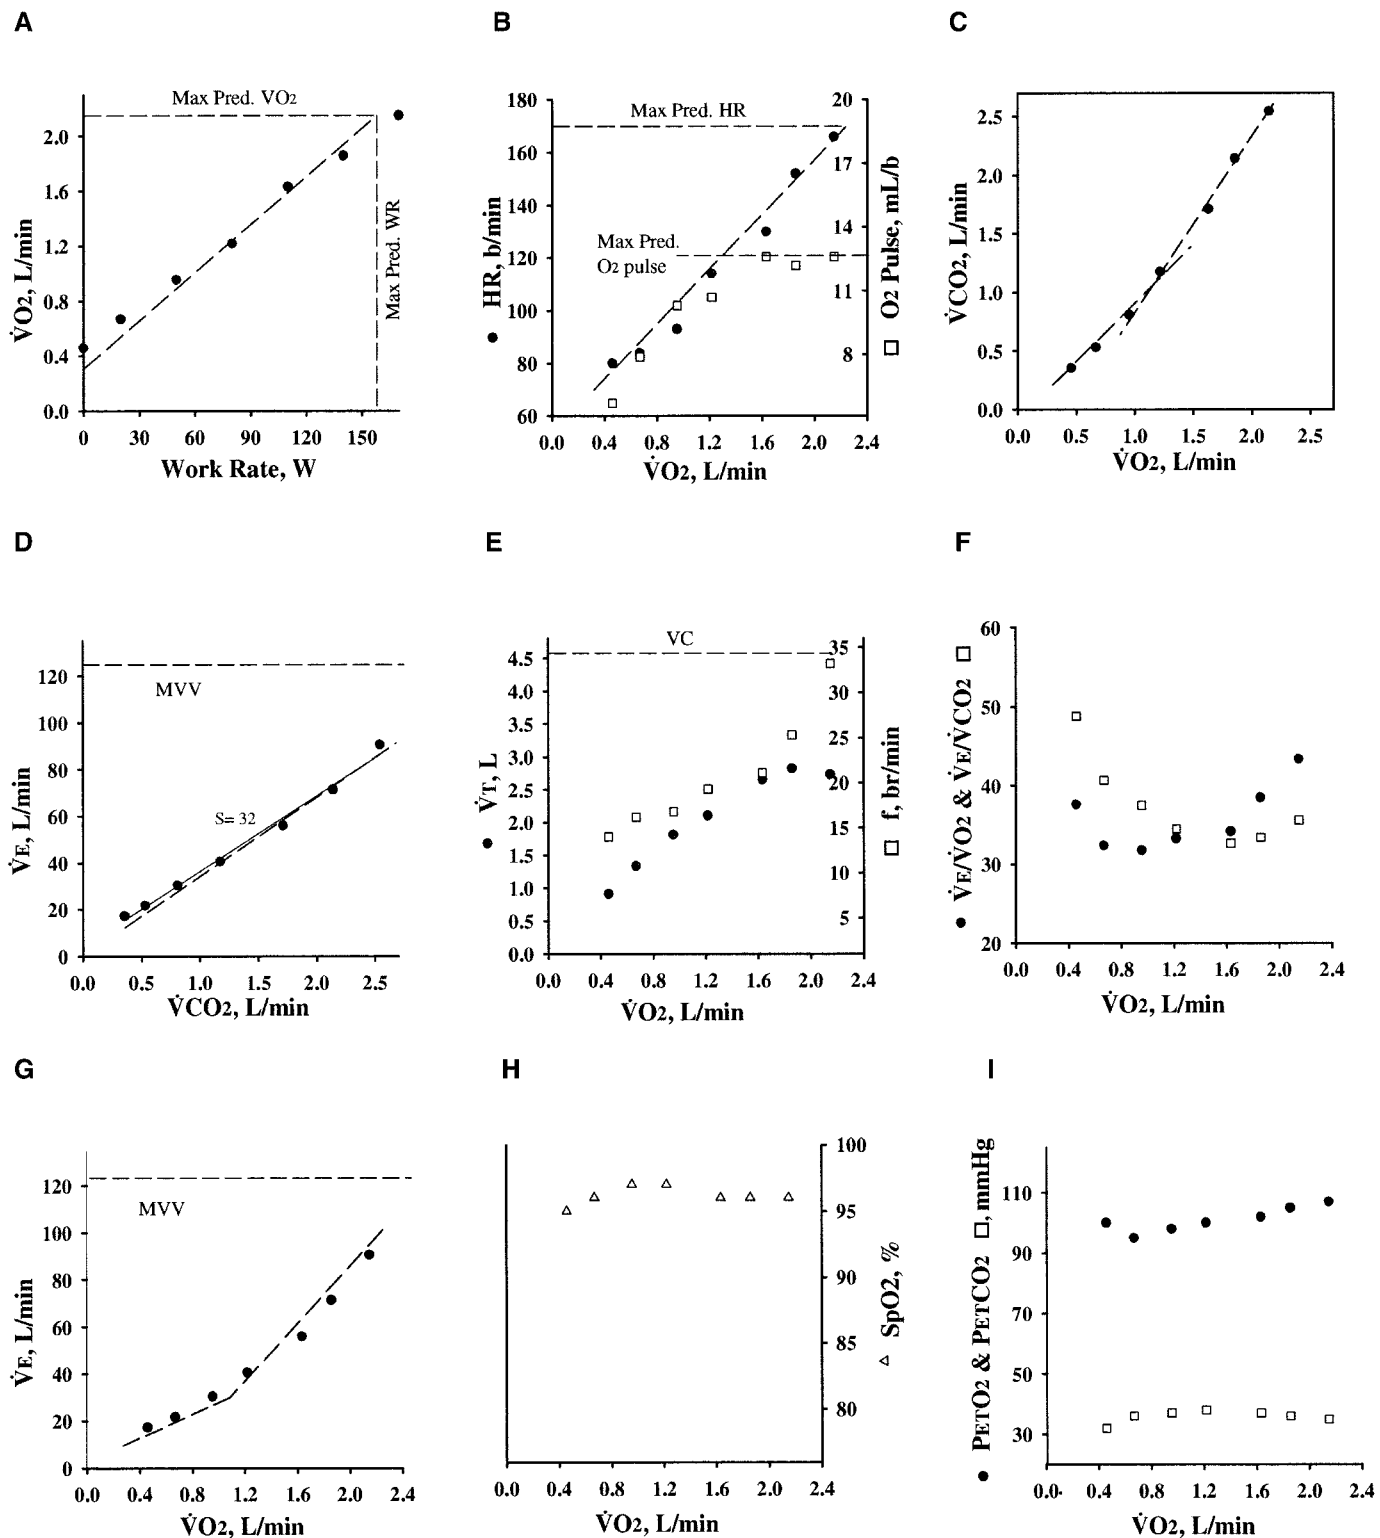 A
B
C
Max Pred. VO2
2.0
1.6
1.2
0.8
0.4
0.0
V̇O2, L/min
Max Pred. WR
0 30 60 90 120 150
Work Rate, W
180
160
140
120
100
80
60
● HR, b/min
Max Pred. HR
Max Pred.
O2 pulse
20
17
14
11
8
□ O2 Pulse, mL/b
0.0 0.4 0.8 1.2 1.6 2.0 2.4
V̇O2, L/min
2.5
2.0
1.5
1.0
0.5
0.0
V̇CO2, L/min
0.0 0.5 1.0 1.5 2.0 2.5
V̇O2, L/min
D
E
F
120
100
80
60
40
20
0
V̇E, L/min
MVV
S= 32
0.0 0.5 1.0 1.5 2.0 2.5
V̇CO2, L/min
VC
4.5
4.0
3.5
3.0
2.5
2.0
1.5
1.0
0.5
0.0
● V̇T, L
35
30
25
20
15
10
5
□ f, br/min
0.0 0.4 0.8 1.2 1.6 2.0 2.4
V̇O2, L/min
60
50
40
30
20
● V̇E/V̇O2 & V̇E/V̇CO2 □
0.0 0.4 0.8 1.2 1.6 2.0 2.4
V̇O2, L/min
G
H
I
120
100
80
60
40
20
0
V̇E, L/min
MVV
0.0 0.4 0.8 1.2 1.6 2.0 2.4
V̇O2, L/min
100
95
90
85
80
△ SpO2, %
0.0 0.4 0.8 1.2 1.6 2.0 2.4
V̇O2, L/min
110
90
70
50
30
● PETO2 & PETCO2 □, mmHg
0.0 0.4 0.8 1.2 1.6 2.0 2.4
V̇O2, L/min